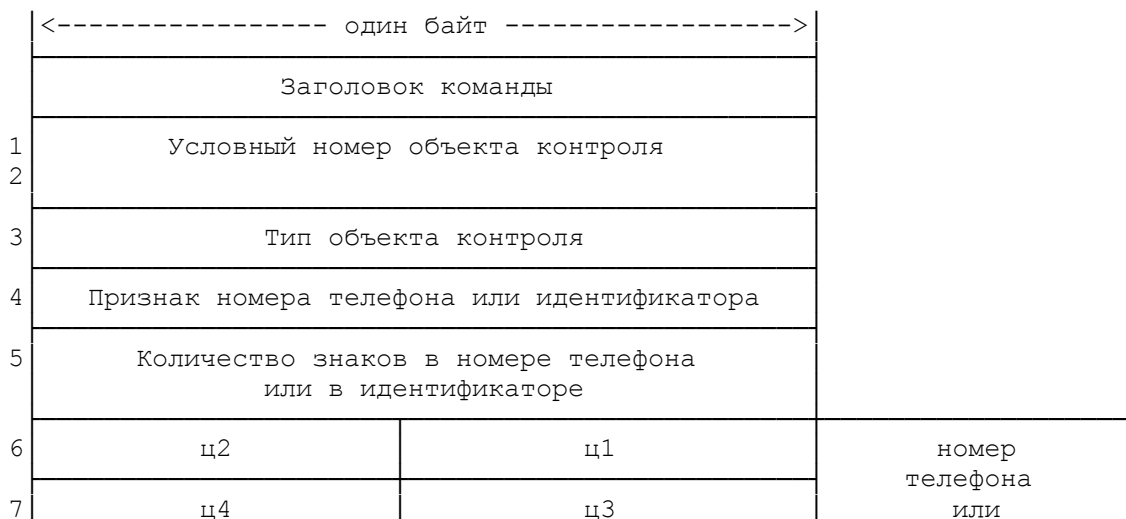 <---------------- один байт ---------------->
Заголовок команды
1 Условный номер объекта контроля
2
3 Тип объекта контроля
4 Признак номера телефона или идентификатора
5 Количество знаков в номере телефона
или в идентификаторе
6 ц2 ц1 номер
телефона
7 ц4 ц3 или